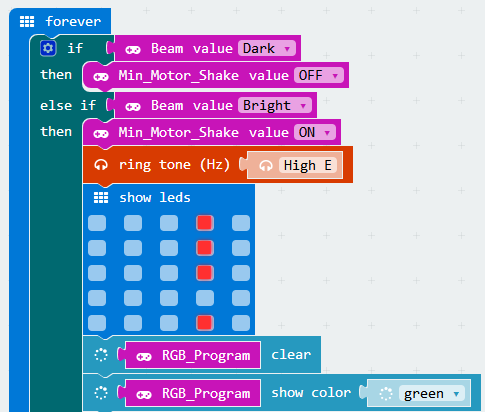 forever
if Beam value Dark
then Min_Motor_Shake value OFF
else if Beam value Bright
then Min_Motor_Shake value ON
ring tone (Hz) High E
show leds
RGB_Program clear
RGB_Program show color green